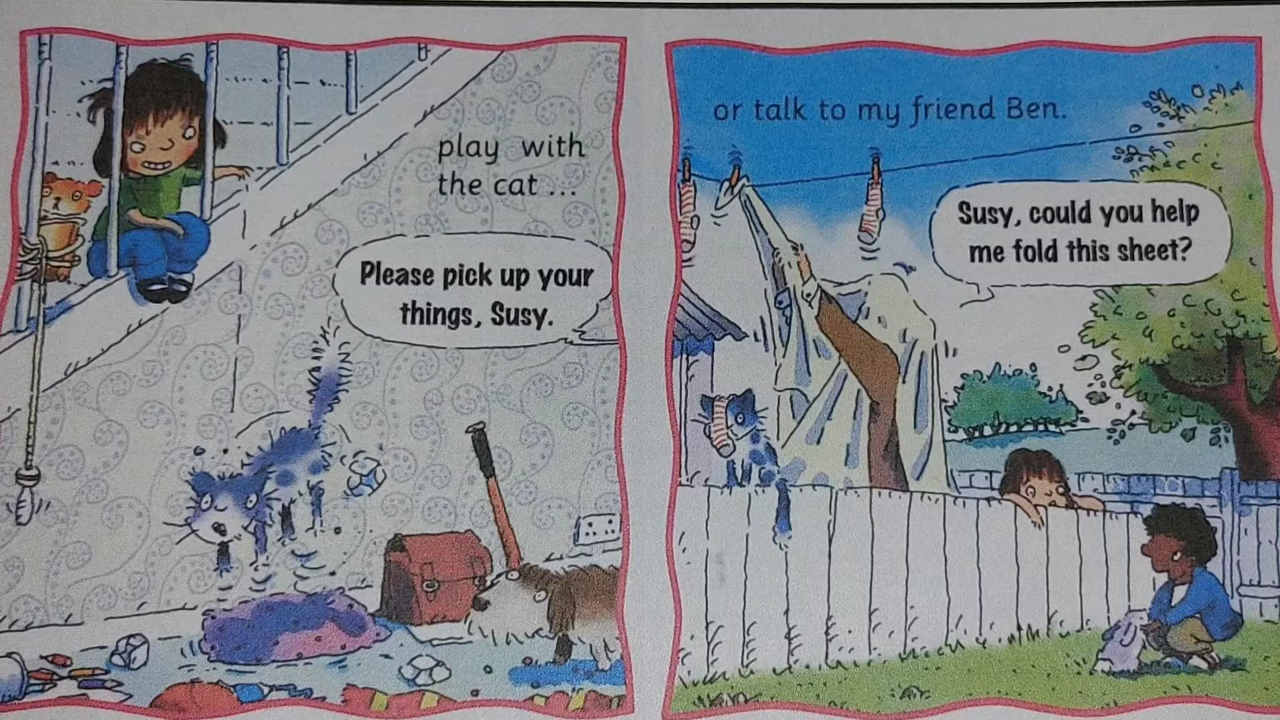 play with
the cat ...
Please pick up your
things, Susy.
or talk to my friend Ben.
Susy, could you help
me fold this sheet?